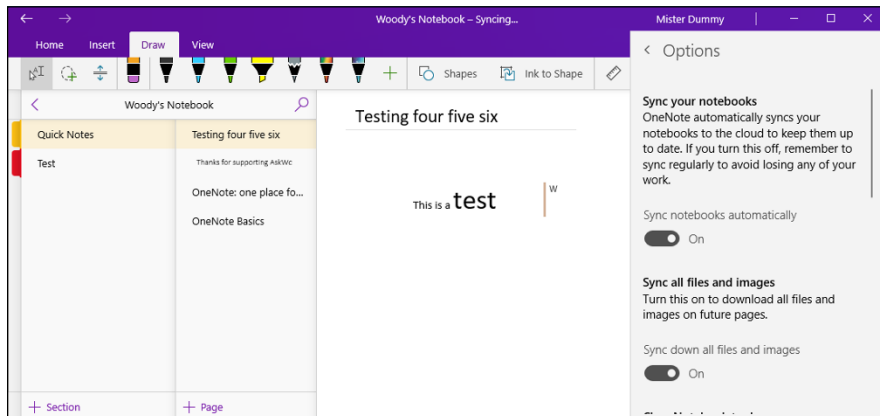 Woody's Notebook – Syncing...
Mister Dummy
Home Insert Draw View
Shapes
Ink to Shape
Woody's Notebook
Quick Notes
Test
+ Section
Testing four five six
Thanks for supporting AskWc
OneNote: one place fo...
OneNote Basics
+ Page
Testing four five six
This is a test
W
Options
Sync your notebooks
OneNote automatically syncs your
notebooks to the cloud to keep them up
to date. If you turn this off, remember to
sync regularly to avoid losing any of your
work.
Sync notebooks automatically
On
Sync all files and images
Turn this on to download all files and
images on future pages.
Sync down all files and images
On